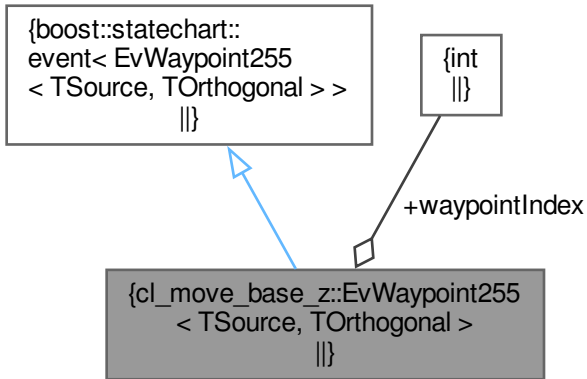 {boost::statechart::
event< EvWaypoint255
< TSource, TOrthogonal > >
||}
{int
||}
+waypointIndex
{cl_move_base_z::EvWaypoint255
< TSource, TOrthogonal >
||}